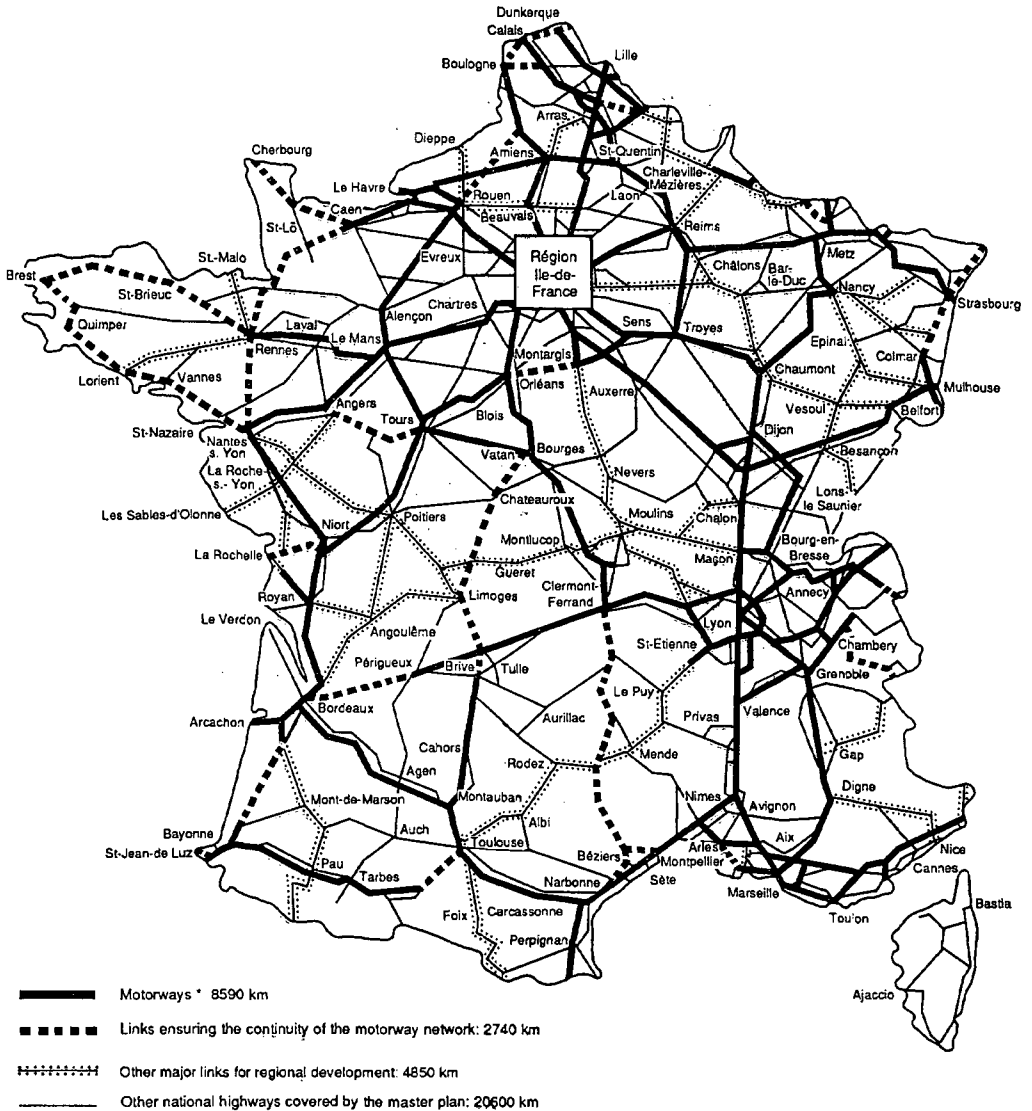 Dunkerque
Calais
Boulogne
Lille
Arras
Dieppe
Amiens
St-Quentin
Cherbourg
Charleville-
Mézières
Le Havre
Rouen
Laon
Caen
Beauvais
Reims
St-Lô
Evreux
Région
Ile-de-
France
Châlons
Metz
St.-Malo
Bar-
le-Duc
Nancy
Brest
St-Brieuc
Chartres
Strasbourg
Alençon
Quimper
Laval
Le Mans
Sens
Troyes
Rennes
Epinal
Montargis
Colmar
Lorient
Vannes
Orléans
Chaumont
Auxerre
Mulhouse
Angers
Blois
Vesoul
Belfort
St-Nazaire
Tours
Dijon
Nantes
s. Yon
Vatan
Bourges
Besançon
La Roche-
s.- Yon
Nevers
Chateauroux
Lons-
le Saunier
Les Sables-d'Olonne
Poitiers
Moulins
Chalon
Niort
Montlucop
Bourg-en-
Bresse
La Rochelle
Maçon
Gueret
Clermont-
Ferrand
Annecy
Royan
Limoges
Le Verdon
Angoulême
Lyon
St-Etienne
Chambery
Périgueux
Brive
Tulle
Grenoble
Le Puy
Arcachon
Bordeaux
Aurillac
Privas
Valence
Cahors
Mende
Gap
Agen
Rodez
Digne
Mont-de-Marson
Montauban
Nimes
Avignon
Bayonne
Auch
Albi
Aix
St-Jean-de Luz
Toulouse
Béziers
Arles
Nice
Pau
Montpellier
Cannes
Tarbes
Narbonne
Sète
Marseille
Toulon
Foix
Carcassonne
Bastia
Perpignan
Ajaccio
Motorways * 8590 km
Links ensuring the continuity of the motorway network: 2740 km
Other major links for regional development: 4850 km
Other national highways covered by the master plan: 20600 km